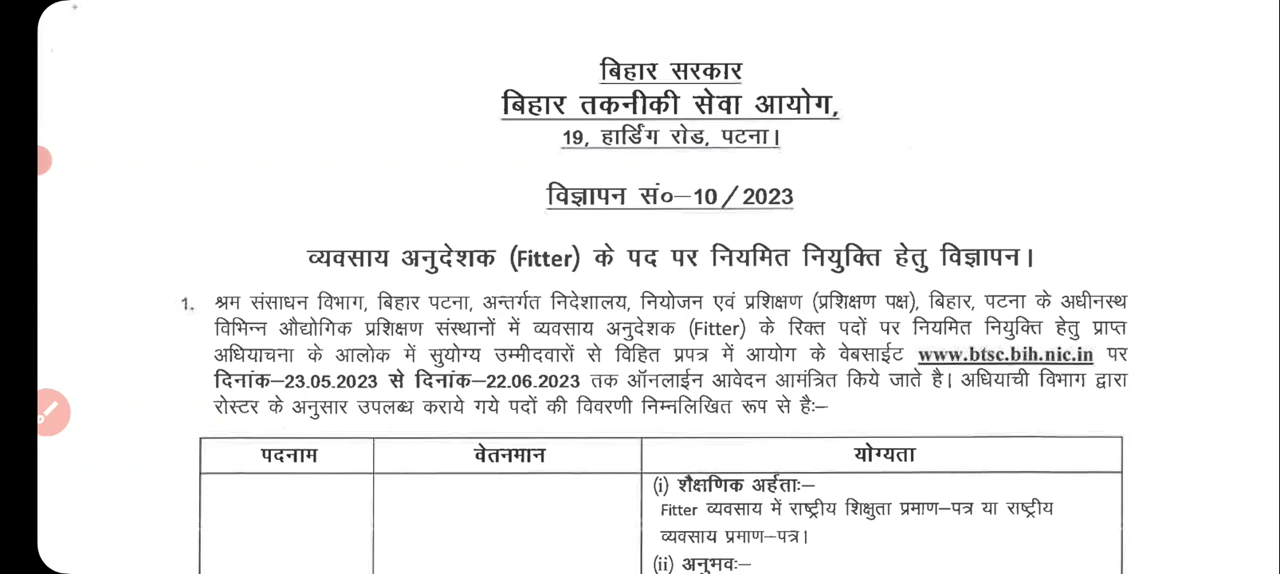 बिहार सरकार
बिहार तकनीकी सेवा आयोग,
19, हार्डिंग रोड, पटना।
विज्ञापन सं०–10 / 2023
व्यवसाय अनुदेशक (Fitter) के पद पर नियमित नियुक्ति हेतु विज्ञापन।
1. श्रम संसाधन विभाग, बिहार पटना, अन्तर्गत निदेशालय, नियोजन एवं प्रशिक्षण (प्रशिक्षण पक्ष), बिहार, पटना के अधीनस्थ
विभिन्न औद्योगिक प्रशिक्षण संस्थानों में व्यवसाय अनुदेशक (Fitter) के रिक्त पदों पर नियमित नियुक्ति हेतु प्राप्त
अधियाचना के आलोक में सुयोग्य उम्मीदवारों से विहित प्रपत्र में आयोग के वेबसाईट www.btsc.bih.nic.in पर
दिनांक–23.05.2023 से दिनांक–22.06.2023 तक ऑनलाईन आवेदन आमंत्रित किये जाते है। अधियाची विभाग द्वारा
रोस्टर के अनुसार उपलब्ध कराये गये पदों की विवरणी निम्नलिखित रूप से है:–
पदनाम वेतनमान योग्यता
(i) शैक्षणिक अर्हताः–
Fitter व्यवसाय में राष्ट्रीय शिक्षुता प्रमाण–पत्र या राष्ट्रीय
व्यवसाय प्रमाण–पत्र।
(ii) अनुभवः–